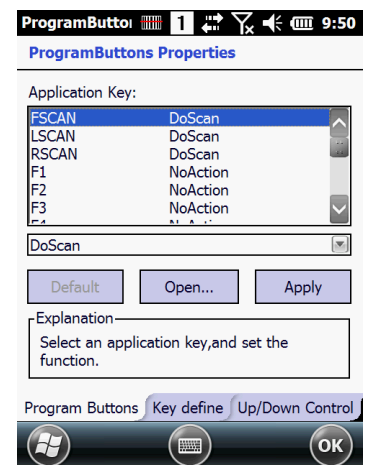 ProgramButto 1 9:50
ProgramButtons Properties
Application Key:
FSCAN DoScan
LSCAN DoScan
RSCAN DoScan
F1 NoAction
F2 NoAction
F3 NoAction
DoScan
Default Open... Apply
Explanation
Select an application key,and set the
function.
Program Buttons Key define Up/Down Control
OK